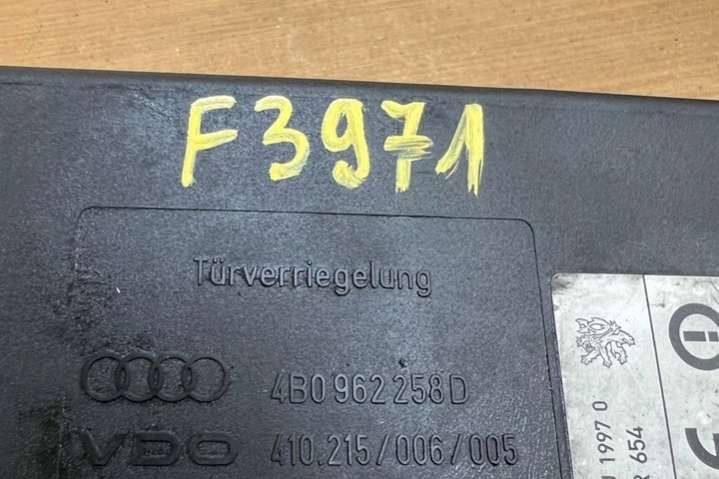 F3971
Türverriegelung
4B0 962 258 D
VDO 410.215/006/005
1997 0
654